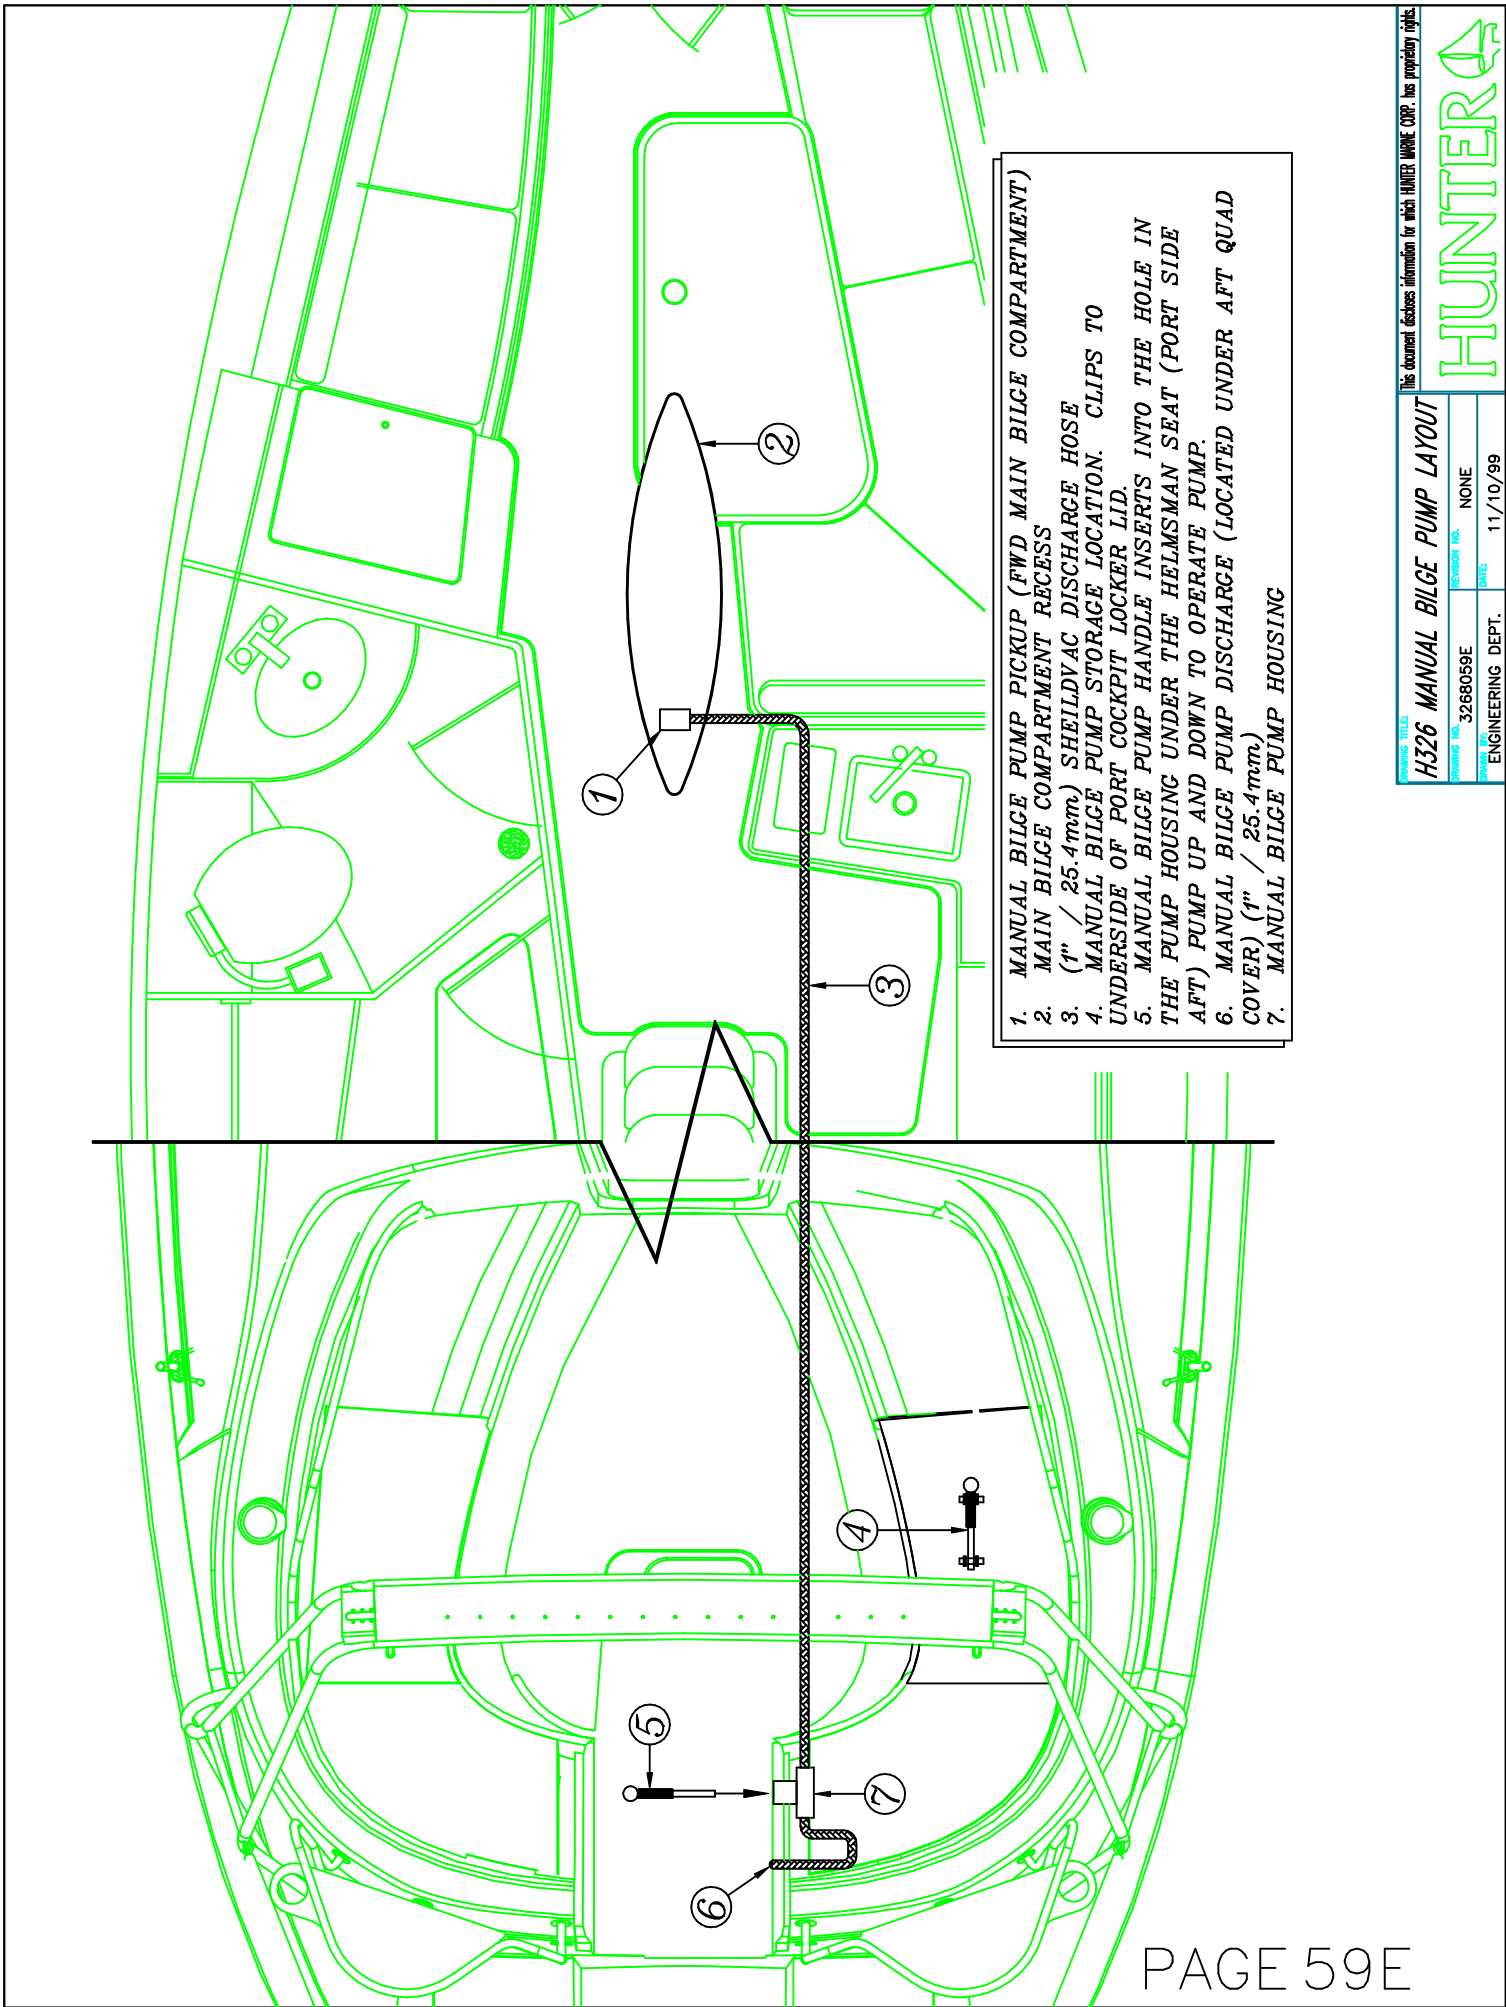 1. MANUAL BILGE PUMP PICKUP (FWD MAIN BILGE COMPARTMENT)
2. MAIN BILGE COMPARTMENT RECESS
3. (1" / 25.4mm) SHEILDVAC DISCHARGE HOSE
4. MANUAL BILGE PUMP STORAGE LOCATION. CLIPS TO
UNDERSIDE OF PORT COCKPIT LOCKER LID.
5. MANUAL BILGE PUMP HANDLE INSERTS INTO THE HOLE IN
THE PUMP HOUSING UNDER THE HELMSMAN SEAT (PORT SIDE
AFT) PUMP UP AND DOWN TO OPERATE PUMP.
6. MANUAL BILGE PUMP DISCHARGE (LOCATED UNDER AFT QUAD
COVER) (1" / 25.4mm)
7. MANUAL BILGE PUMP HOUSING
1
2
3
4
5
6
7
DRAWING TITLE:
H326 MANUAL BILGE PUMP LAYOUT
DRAWING NO.
3268059E
REVISION NO.
NONE
DRAWN BY:
ENGINEERING DEPT.
DATE:
11/10/99
This document discloses information for which HUNTER MARINE CORP. has proprietary rights.
HUNTER
PAGE 59E